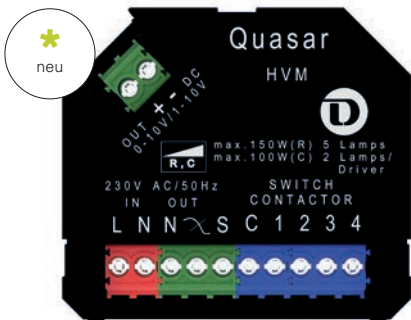 *
neu
Quasar
HVM
OUT + - DC
0-10V/1-10V
D
R,C
max.150W(R) 5 Lamps
max.100W(C) 2 Lamps/
Driver
230V AC/50Hz
IN OUT
SWITCH
CONTACTOR
L N N S C 1 2 3 4